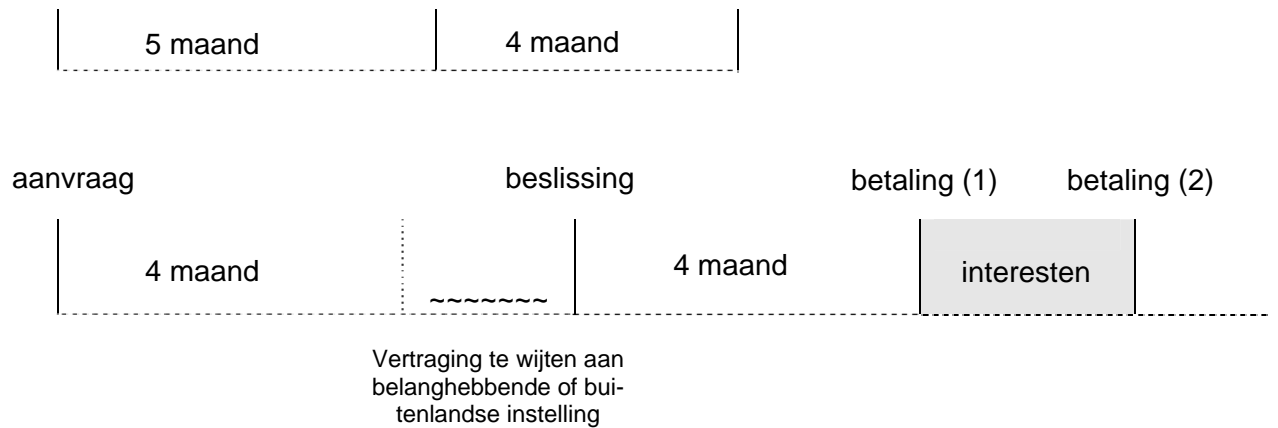 5 maand 4 maand
aanvraag beslissing betaling (1) betaling (2)
4 maand 4 maand interesten
~~~~~~~
Vertraging te wijten aan
belanghebbende of bui-
tenlandse instelling